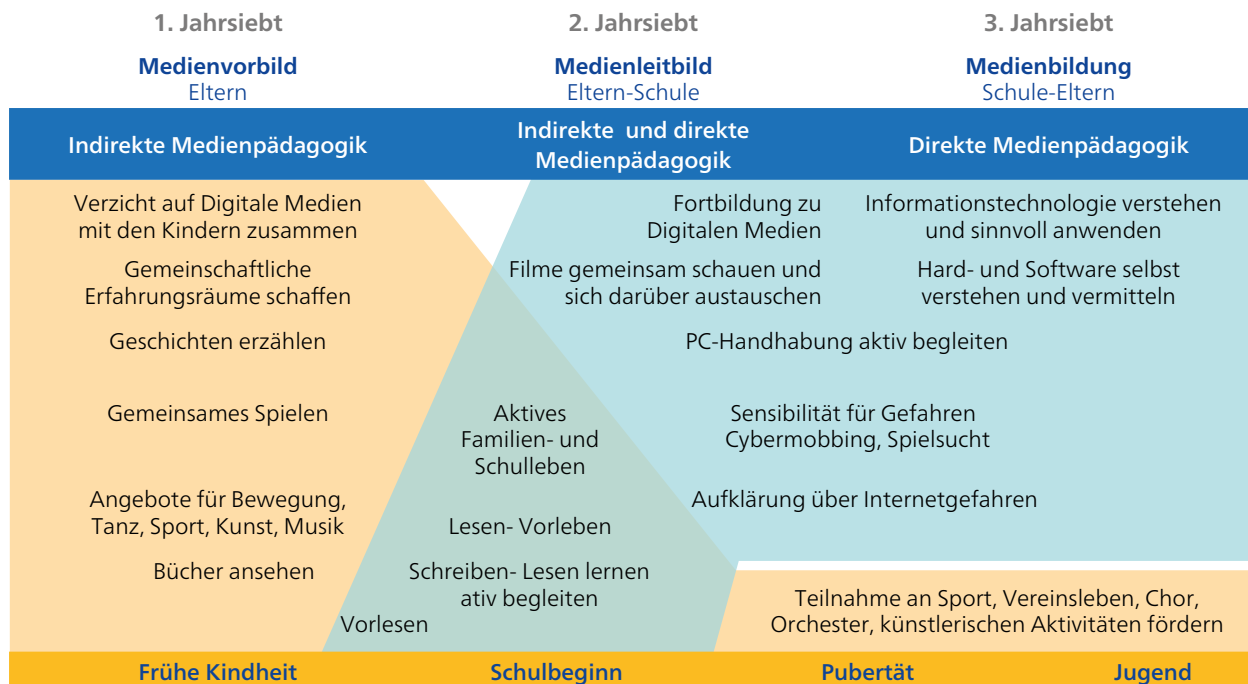 1. Jahrsiebt
2. Jahrsiebt
3. Jahrsiebt
Medienvorbild
Eltern
Medienleitbild
Eltern-Schule
Medienbildung
Schule-Eltern
Indirekte Medienpädagogik
Indirekte und direkte
Medienpädagogik
Direkte Medienpädagogik
Verzicht auf Digitale Medien
mit den Kindern zusammen
Gemeinschaftliche
Erfahrungsräume schaffen
Geschichten erzählen
Gemeinsames Spielen
Angebote für Bewegung,
Tanz, Sport, Kunst, Musik
Bücher ansehen
Vorlesen
Aktives
Familien- und
Schulleben
Lesen- Vorleben
Schreiben- Lesen lernen
ativ begleiten
Fortbildung zu
Digitalen Medien
Filme gemeinsam schauen und
sich darüber austauschen
Informationstechnologie verstehen
und sinnvoll anwenden
Hard- und Software selbst
verstehen und vermitteln
PC-Handhabung aktiv begleiten
Sensibilität für Gefahren
Cybermobbing, Spielsucht
Aufklärung über Internetgefahren
Teilnahme an Sport, Vereinsleben, Chor,
Orchester, künstlerischen Aktivitäten fördern
Frühe Kindheit
Schulbeginn
Pubertät
Jugend